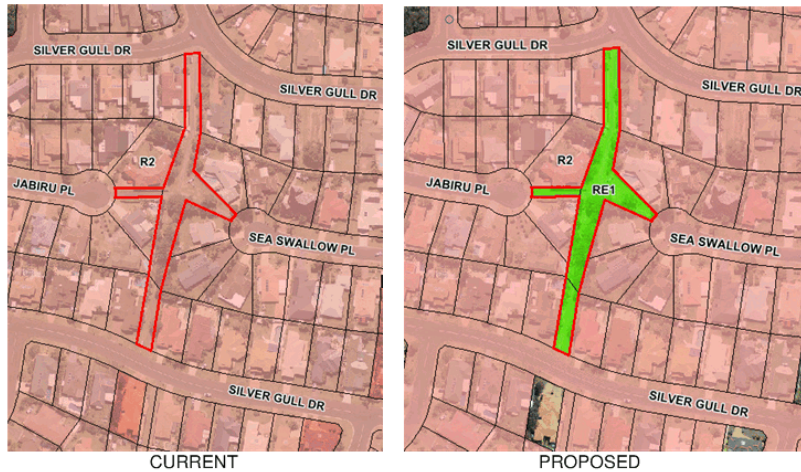 SILVER GULL DR
SILVER GULL DR
R2
JABIRU PL
SEA SWALLOW PL
SILVER GULL DR
CURRENT
SILVER GULL DR
SILVER GULL DR
R2
JABIRU PL
RE1
SEA SWALLOW PL
SILVER GULL DR
PROPOSED